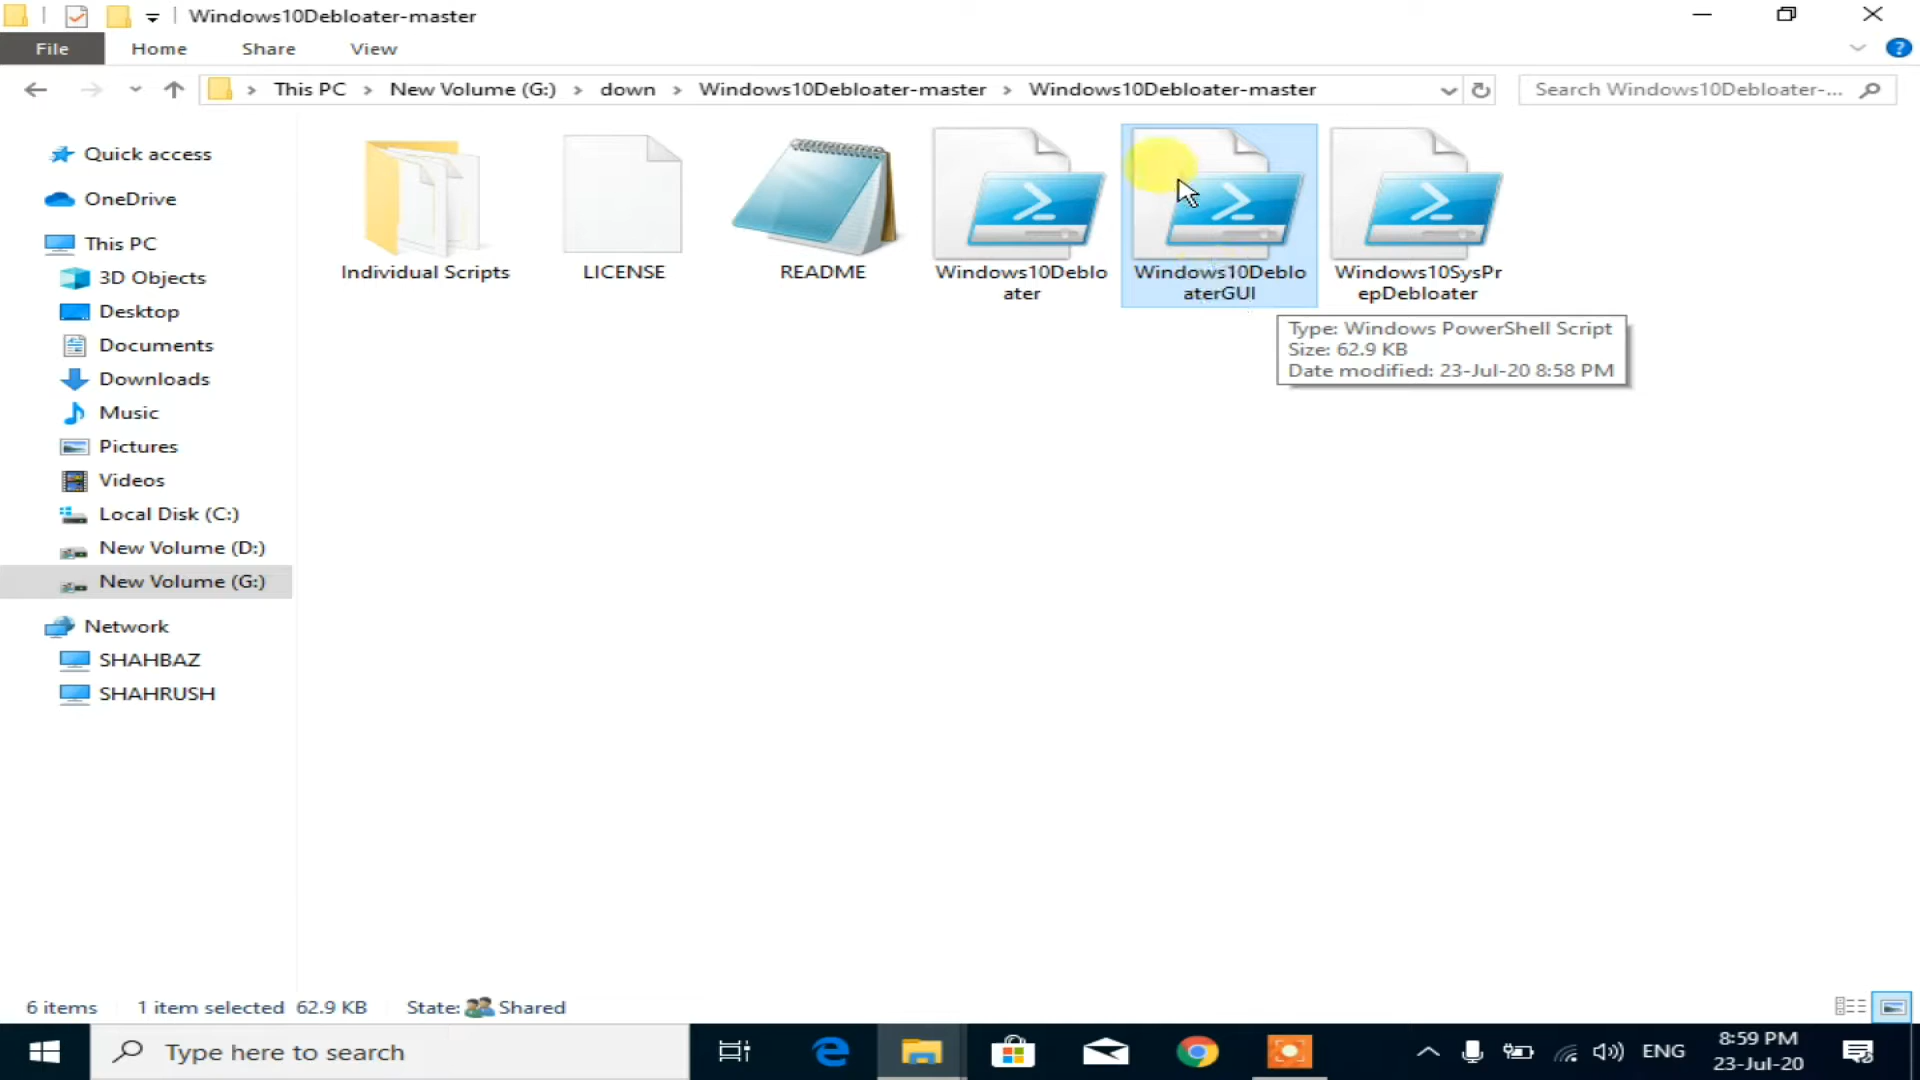 Windows10Debloater-master
File Home Share View
This PC New Volume (G:) down Windows10Debloater-master Windows10Debloater-master Search Windows10Debloater-...
Quick access
OneDrive
This PC
3D Objects
Desktop
Documents
Downloads
Music
Pictures
Videos
Local Disk (C:)
New Volume (D:)
New Volume (G:)
Network
SHAHBAZ
SHAHRUSH
Individual Scripts
LICENSE
README
Windows10Deblo
ater
Windows10Deblo
aterGUI
Windows10SysPr
epDebloater
Type: Windows PowerShell Script
Size: 62.9 KB
Date modified: 23-Jul-20 8:58 PM
6 items 1 item selected 62.9 KB State: Shared
Type here to search
ENG
8:59 PM
23-Jul-20